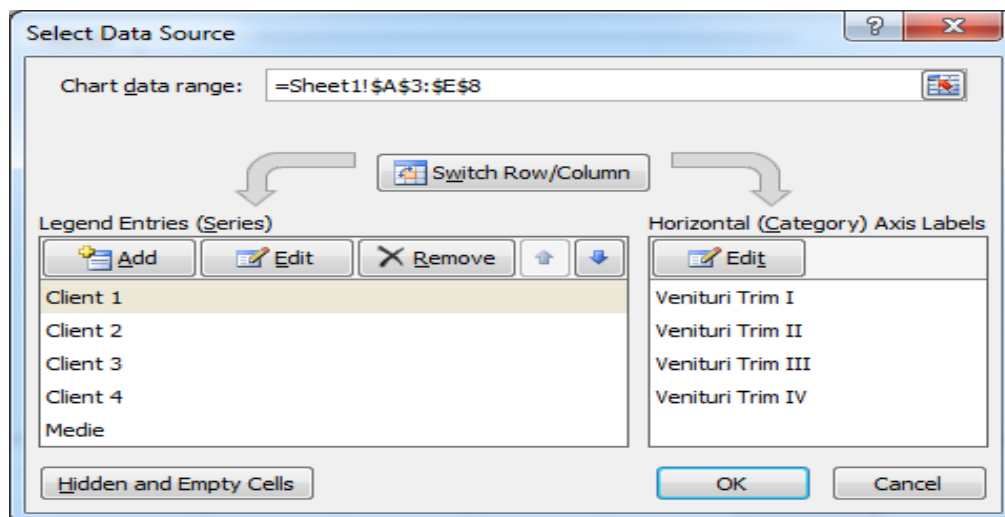 Select Data Source
Chart data range: =Sheet1!$A$3:$E$8
Switch Row/Column
Legend Entries (Series)
Add Edit Remove
Client 1
Client 2
Client 3
Client 4
Medie
Horizontal (Category) Axis Labels
Edit
Venituri Trim I
Venituri Trim II
Venituri Trim III
Venituri Trim IV
Hidden and Empty Cells
OK Cancel